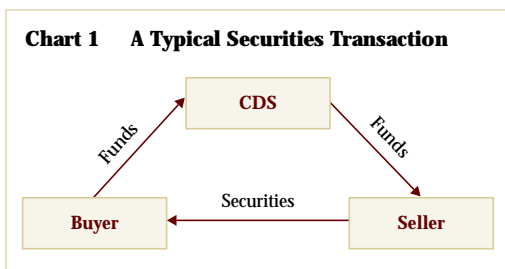 Chart 1 A Typical Securities Transaction
CDS
Funds
Funds
Securities
Buyer
Seller